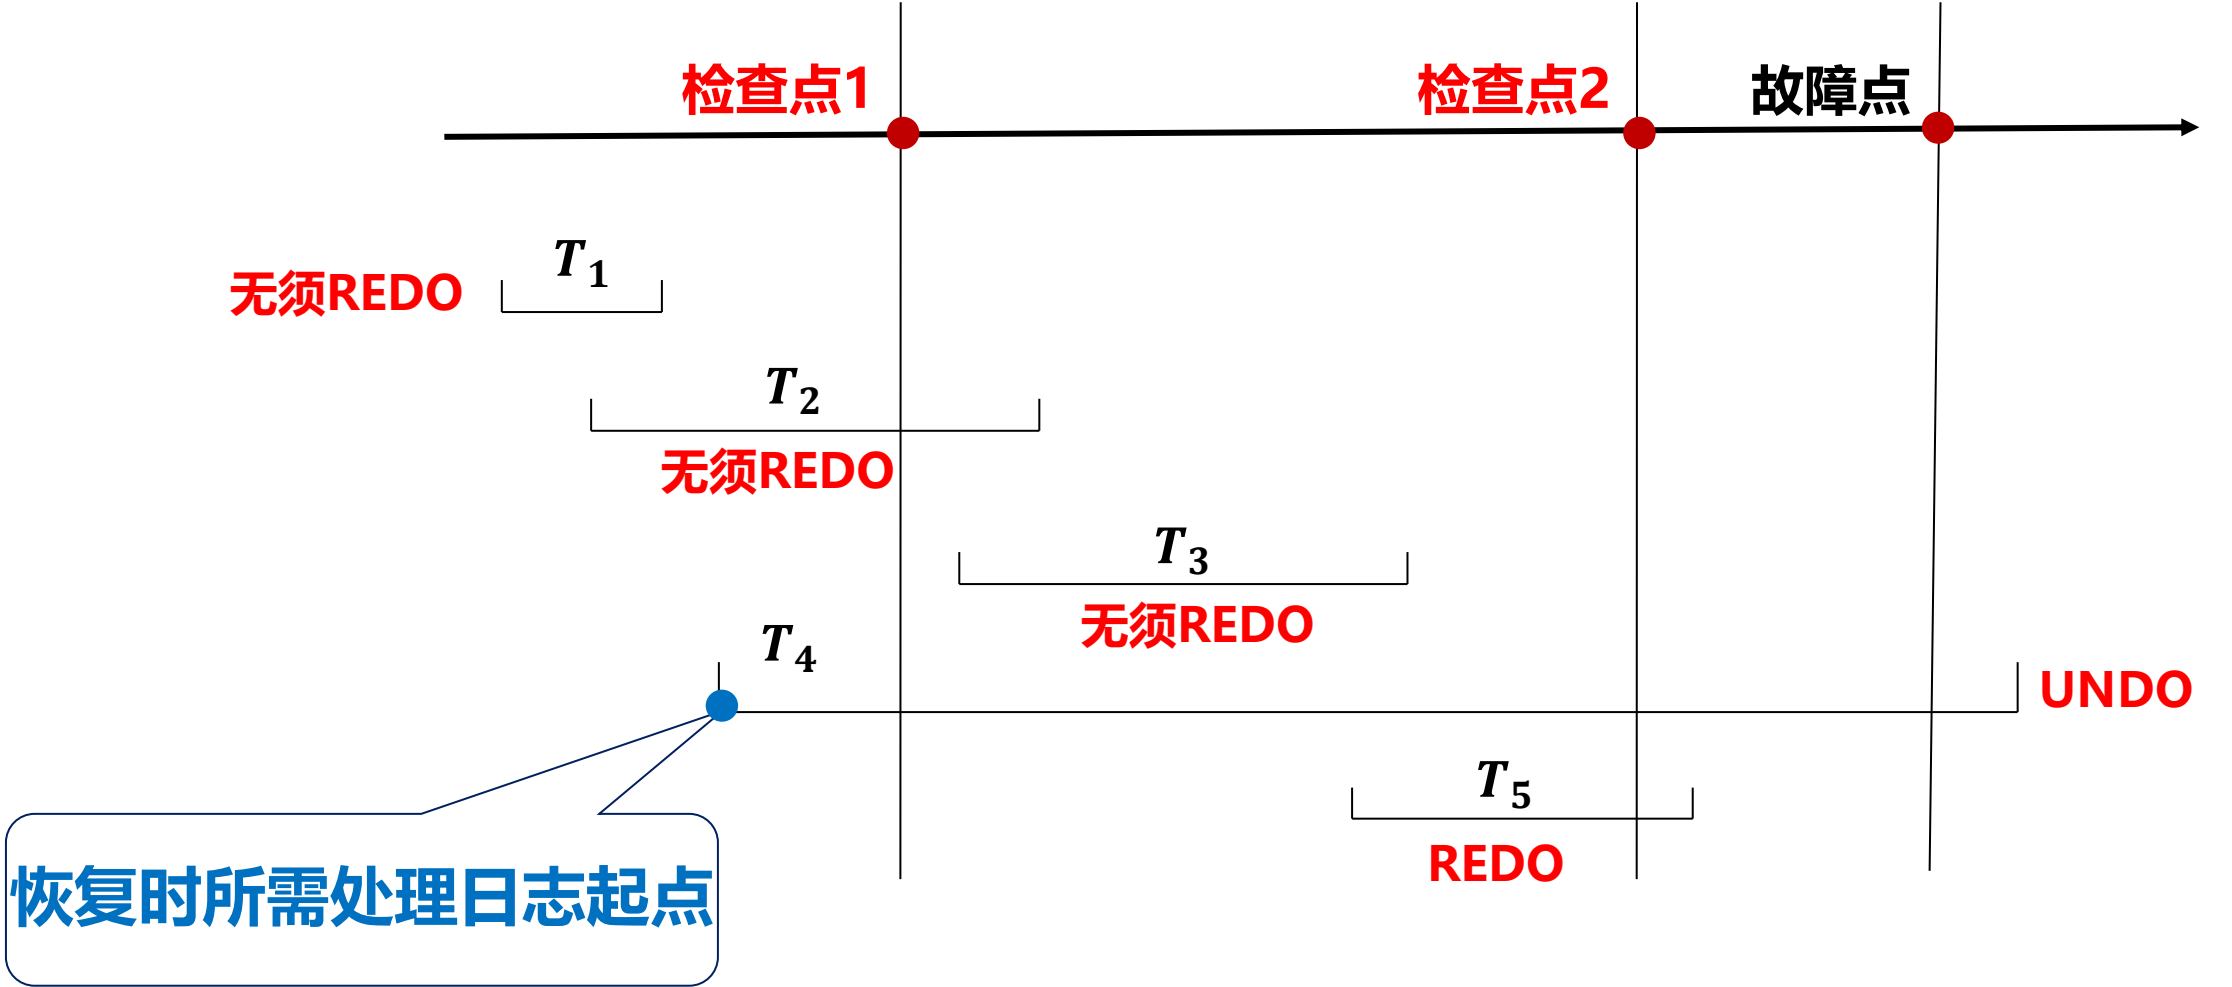 检查点1
检查点2
故障点
T1
无须REDO
T2
无须REDO
T3
无须REDO
T4
UNDO
T5
REDO
恢复时所需处理日志起点